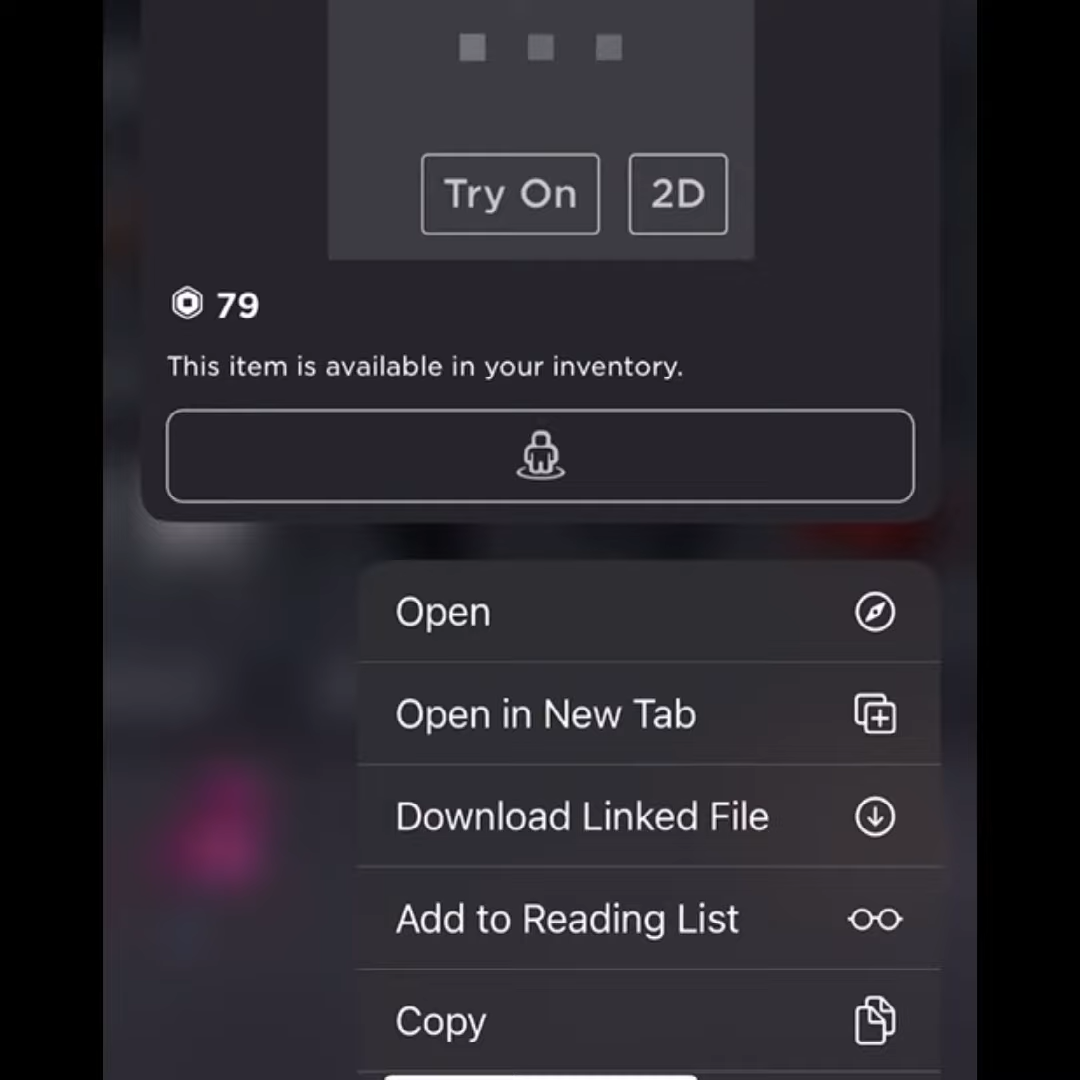 Try On
2D
79
This item is available in your inventory.
Open
Open in New Tab
Download Linked File
Add to Reading List
Copy